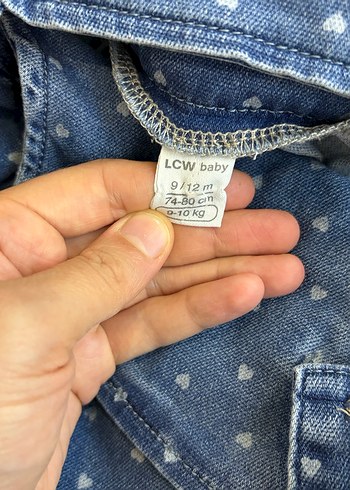 LCW baby
9/12 m
74-80 cm
9-10 kg